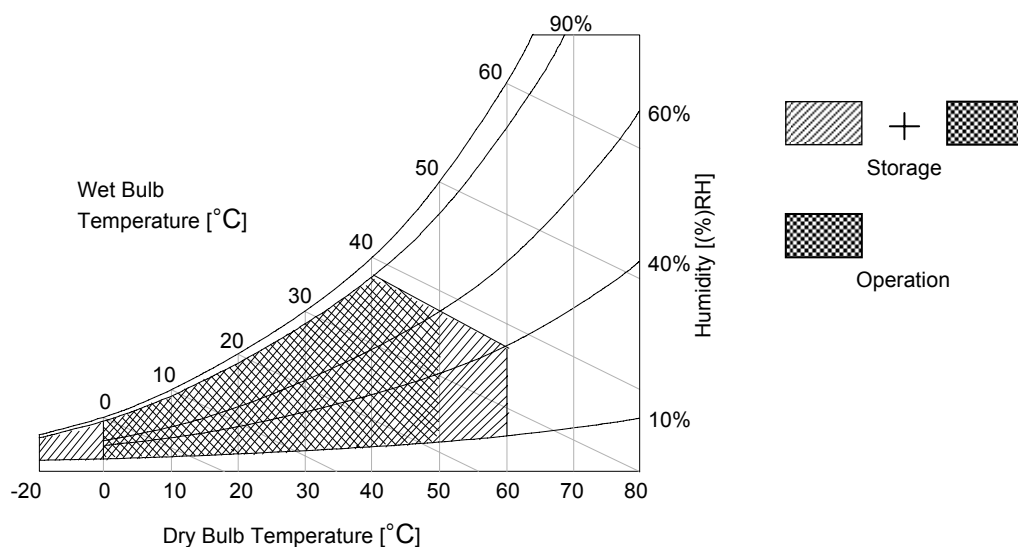 90%
60
60%
50
Wet Bulb
Temperature [°C]
Storage
40
40%
Humidity [(%)RH]
Operation
30
20
10
0
10%
-20 0 10 20 30 40 50 60 70 80
Dry Bulb Temperature [°C]